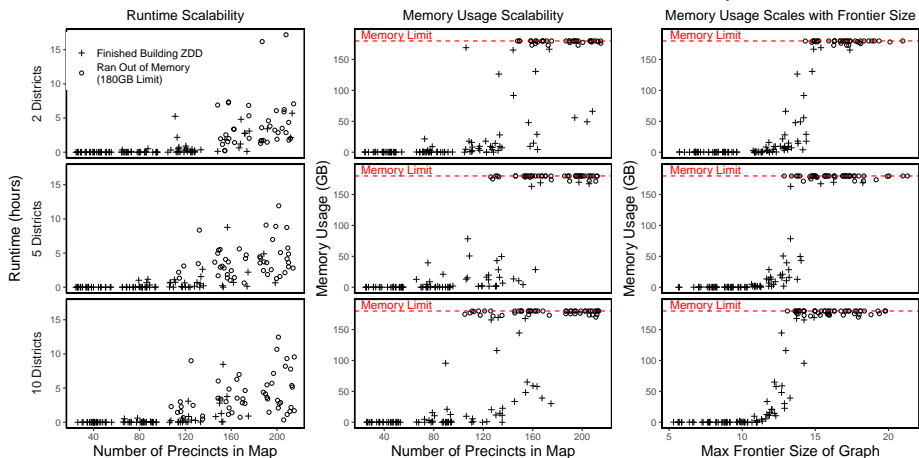 Runtime Scalability
Memory Usage Scalability
Memory Usage Scales with Frontier Size
Runtime (hours)
2 Districts
5 Districts
10 Districts
Finished Building ZDD
Ran Out of Memory
(180GB Limit)
15
10
5
0
15
10
5
0
15
10
5
0
40
80
120
160
200
Number of Precincts in Map
Memory Usage (GB)
Memory Limit
150
100
50
0
Memory Limit
150
100
50
0
Memory Limit
150
100
50
0
40
80
120
160
200
Number of Precincts in Map
Memory Usage (GB)
Memory Limit
150
100
50
0
Memory Limit
150
100
50
0
Memory Limit
150
100
50
0
5
10
15
20
Max Frontier Size of Graph